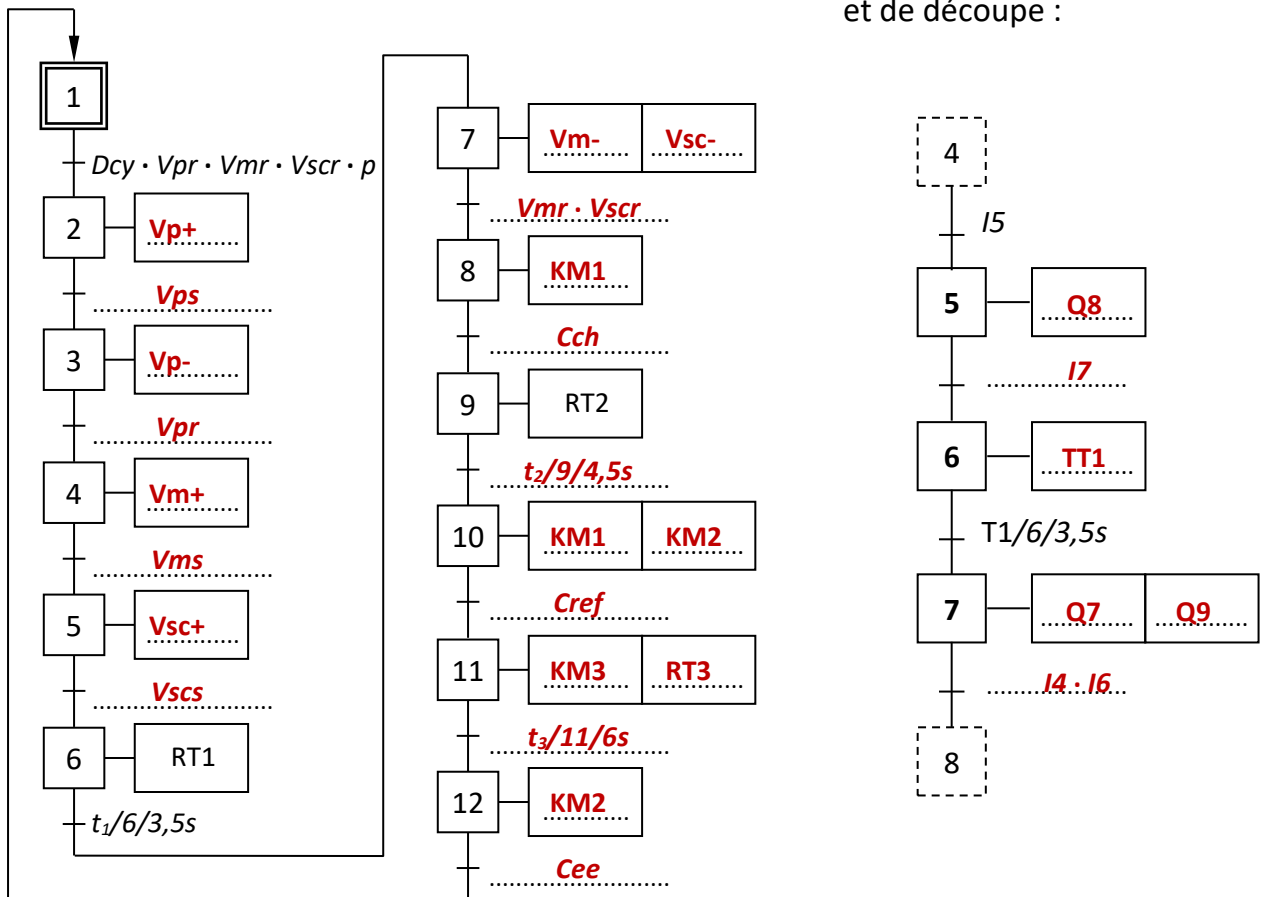 et de découpe :
1
Dcy · Vpr · Vmr · Vscr · p
2 Vp+
Vps
3 Vp-
Vpr
4 Vm+
Vms
5 Vsc+
Vscs
6 RT1
t₁/6/3,5s
7 Vm- Vsc-
Vmr · Vscr
8 KM1
Cch
9 RT2
t₂/9/4,5s
10 KM1 KM2
Cref
11 KM3 RT3
t₃/11/6s
12 KM2
Cee
4
I5
5 Q8
I7
6 TT1
T1/6/3,5s
7 Q7 Q9
I4 · I6
8